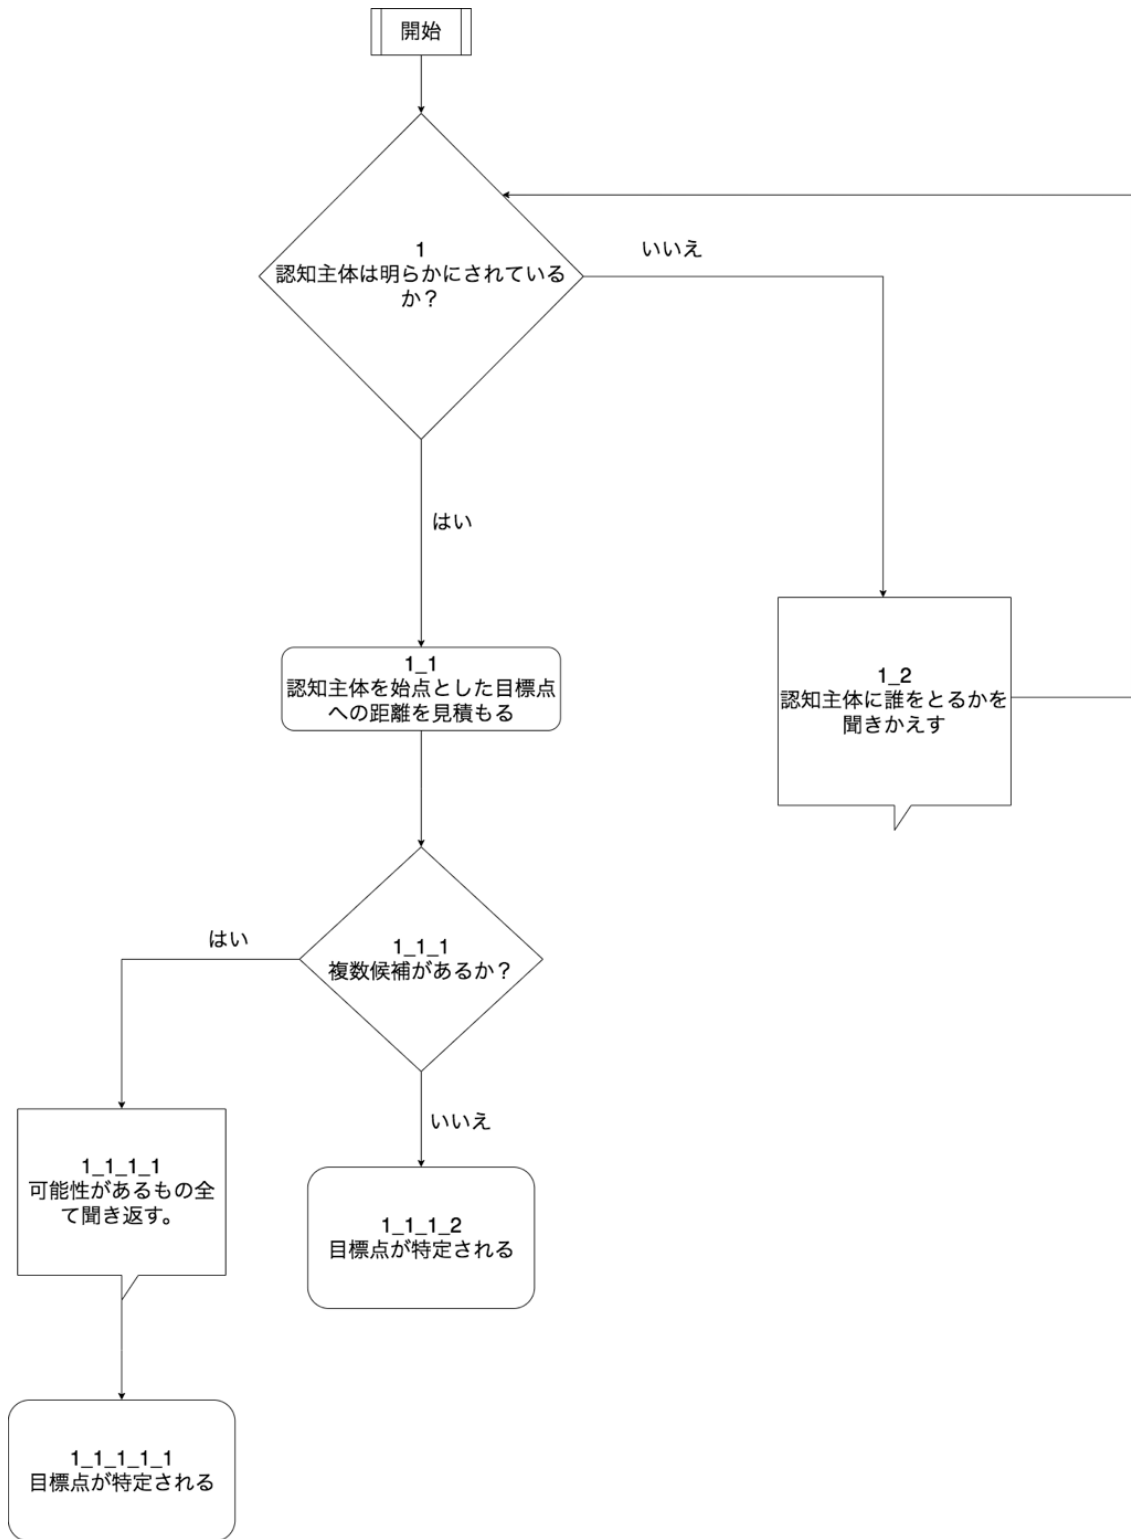 開始
1
認知主体は明らかにされている
か？
いいえ
はい
1_1
認知主体を始点とした目標点
への距離を見積もる
1_2
認知主体に誰をとるかを
聞きかえす
はい
1_1_1
複数候補があるか？
いいえ
1_1_1_1
可能性があるもの全
て聞き返す。
1_1_1_2
目標点が特定される
1_1_1_1_1
目標点が特定される